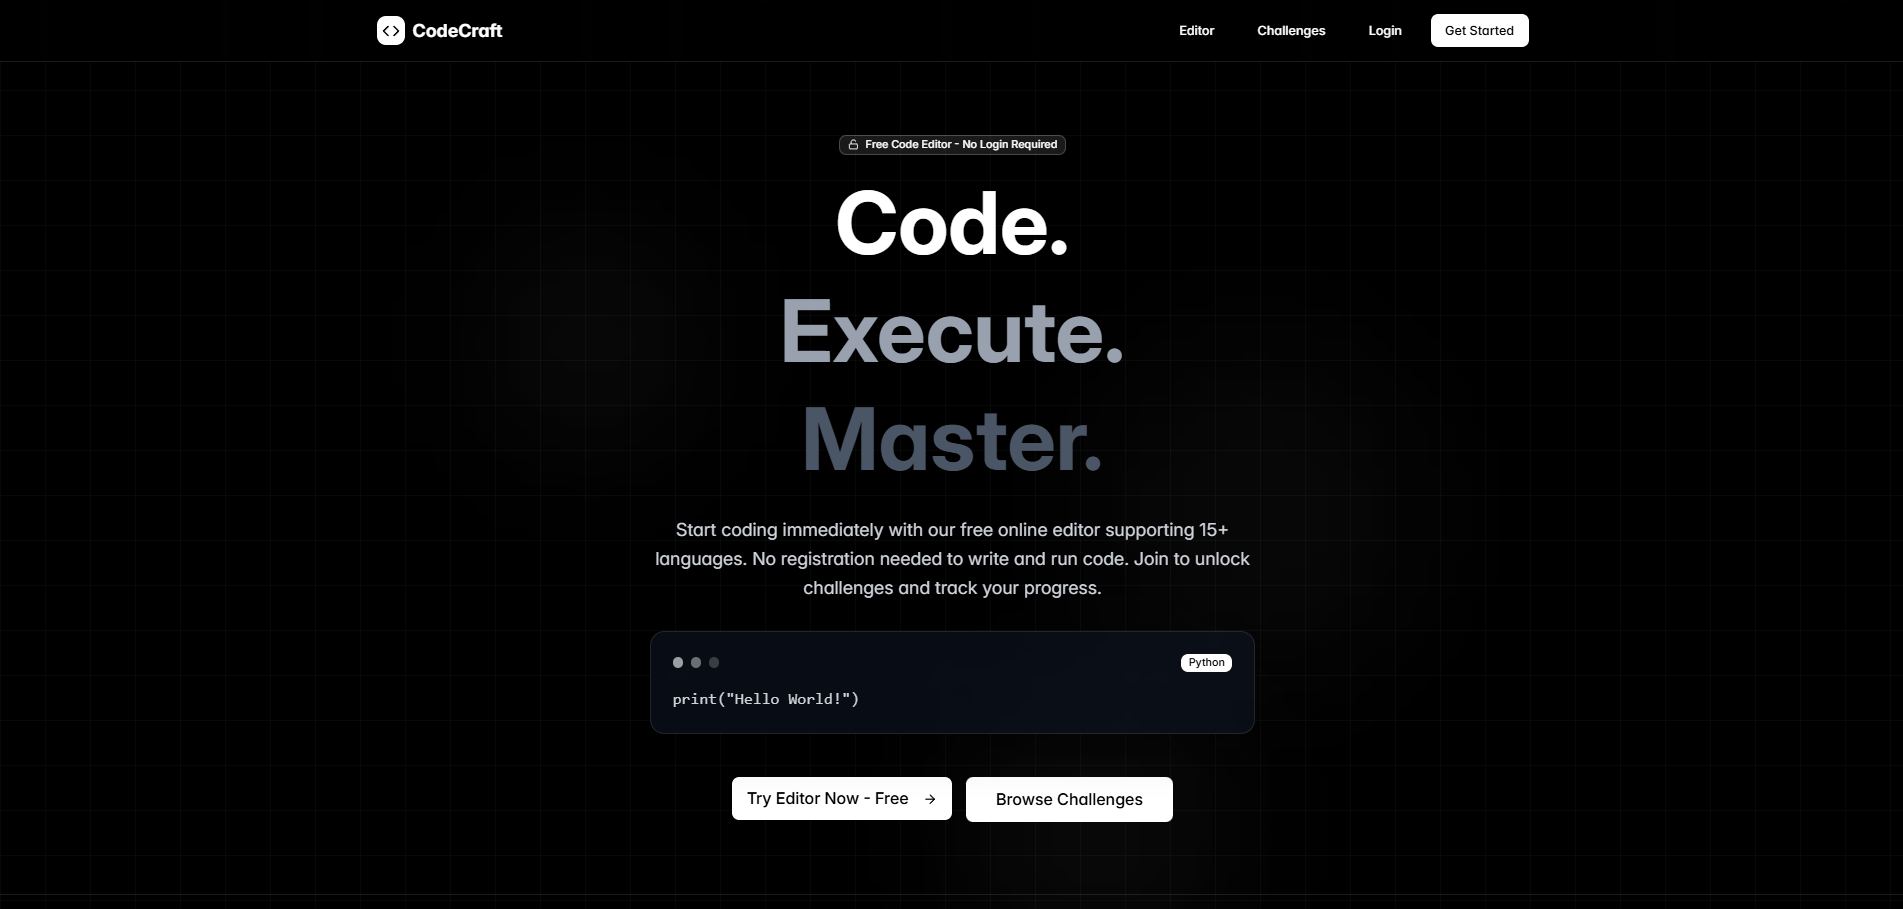 CodeCraft
Editor
Challenges
Login
Get Started
Free Code Editor - No Login Required
Code.
Execute.
Master.
Start coding immediately with our free online editor supporting 15+
languages. No registration needed to write and run code. Join to unlock
challenges and track your progress.
Python
print("Hello World!")
Try Editor Now - Free →
Browse Challenges